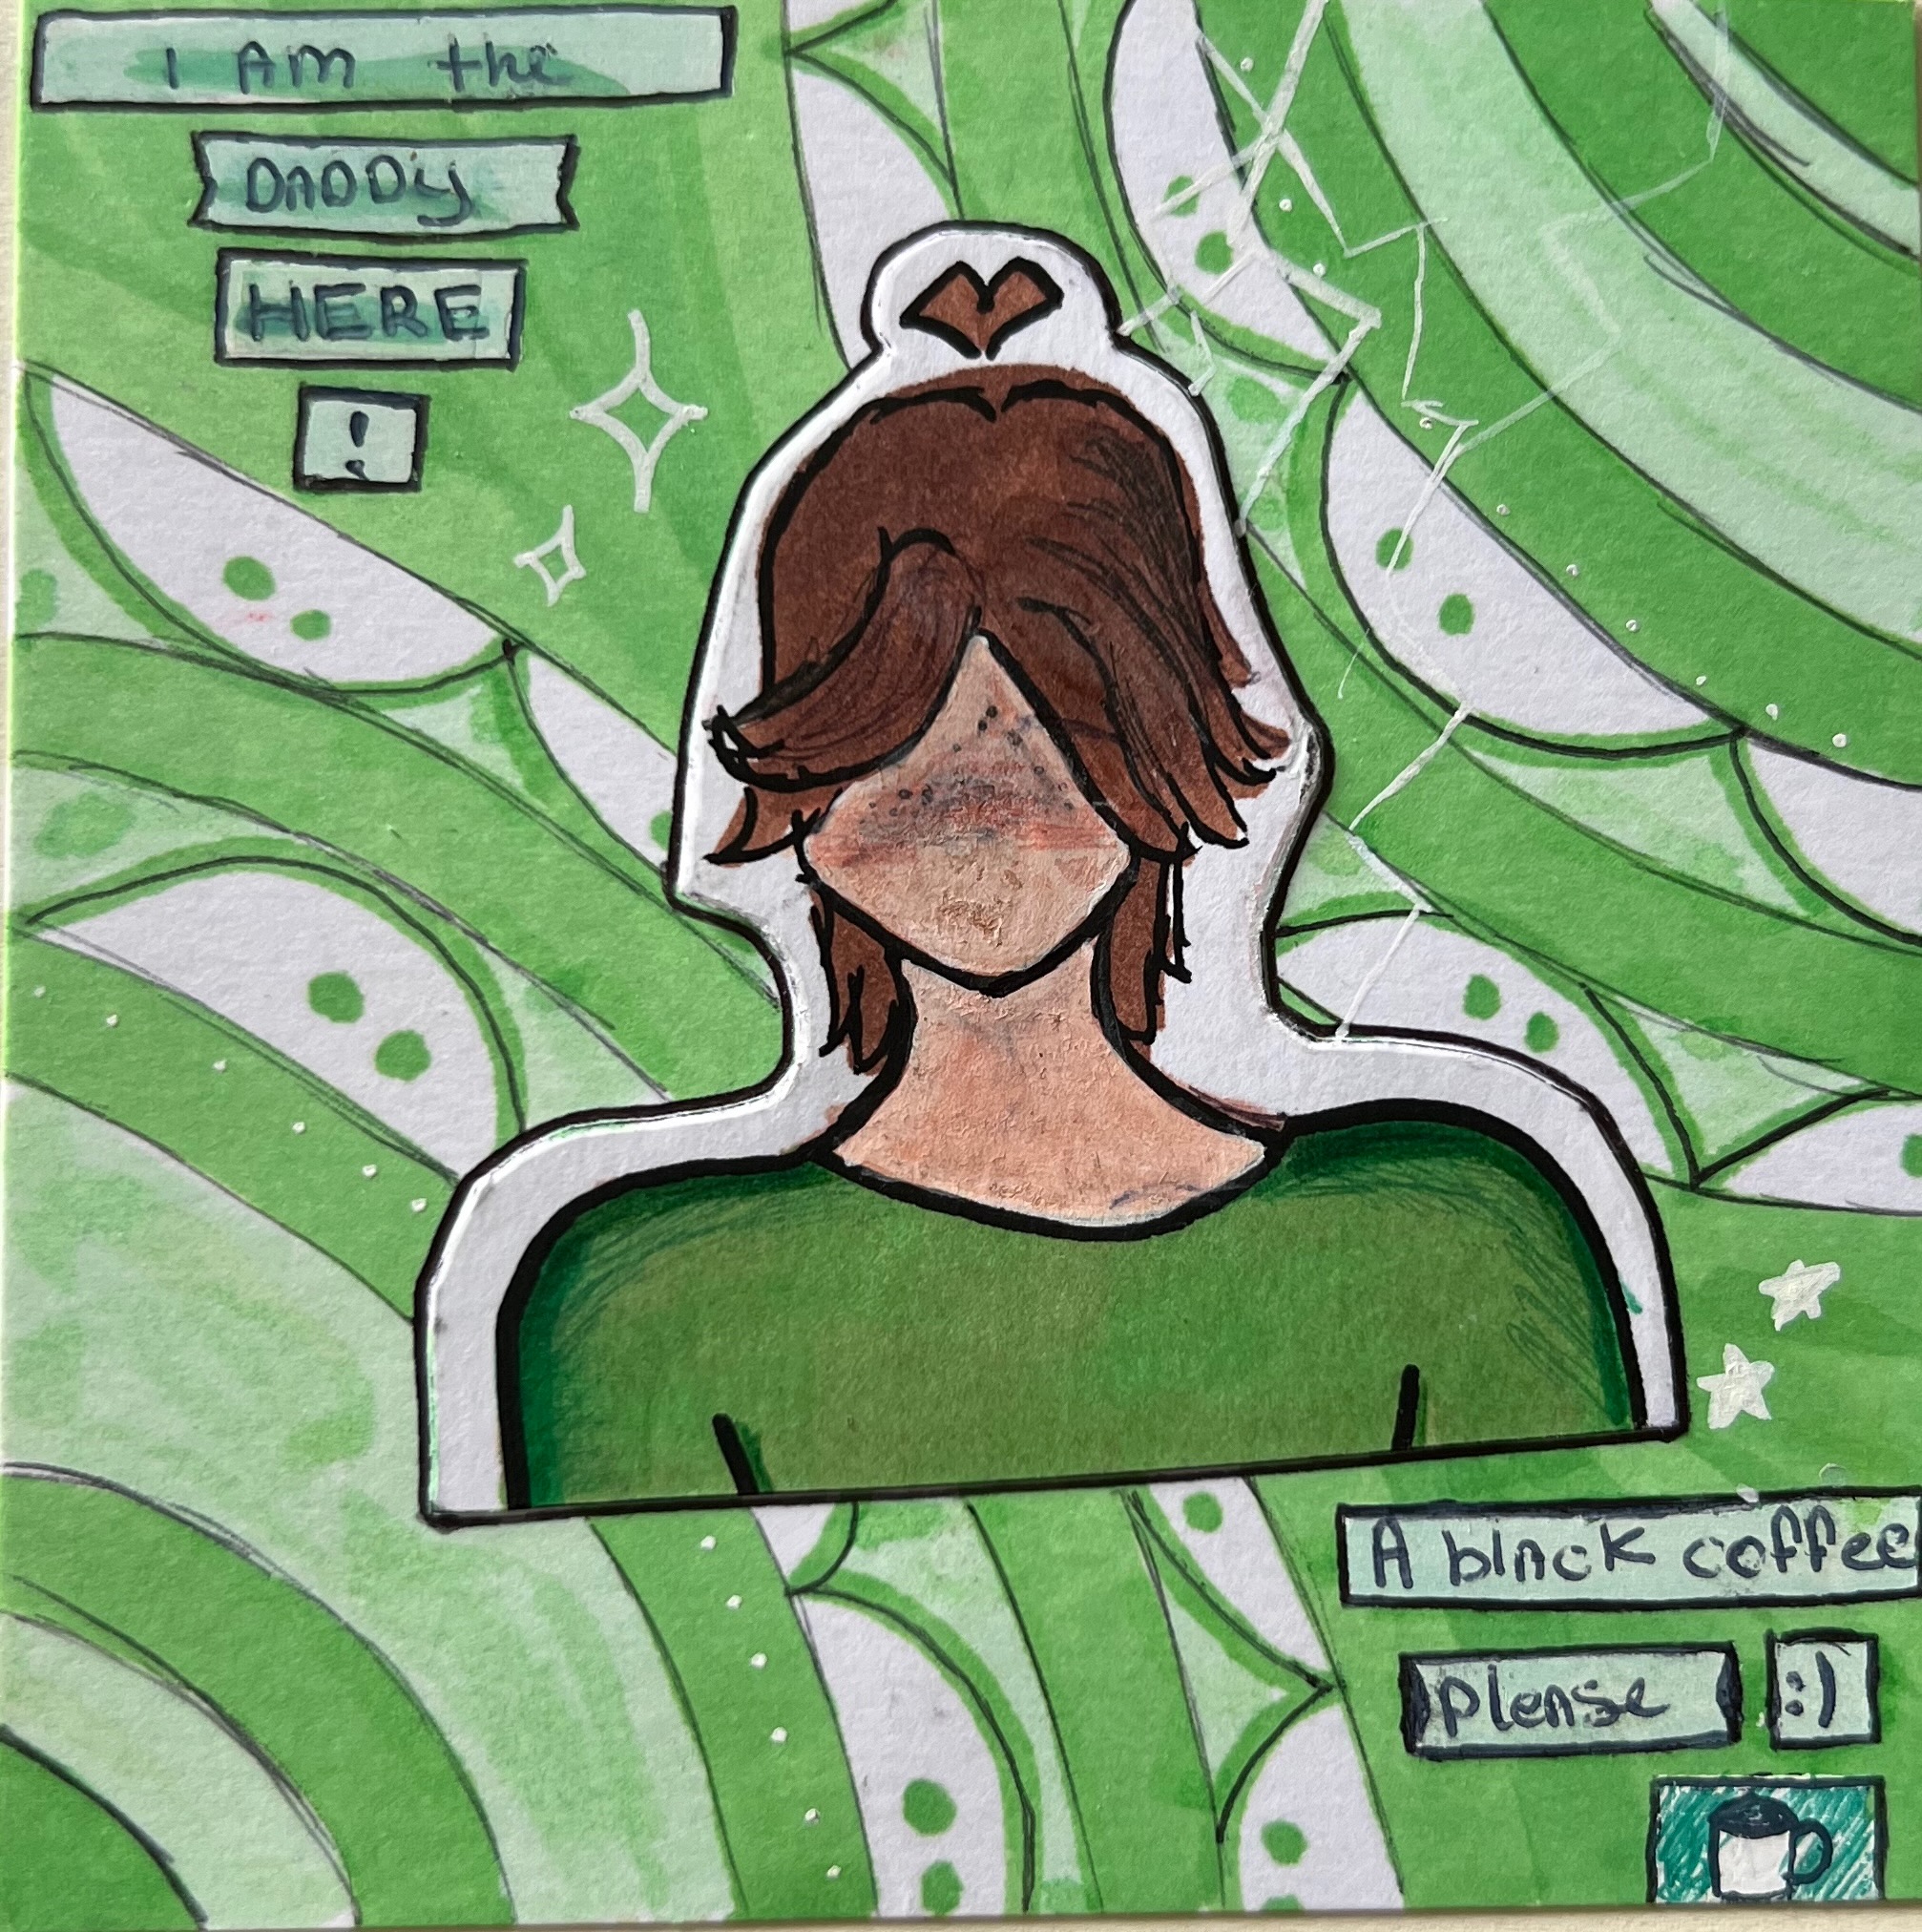 I AM the
DADDy
HERE
!
A black coffee
please :)